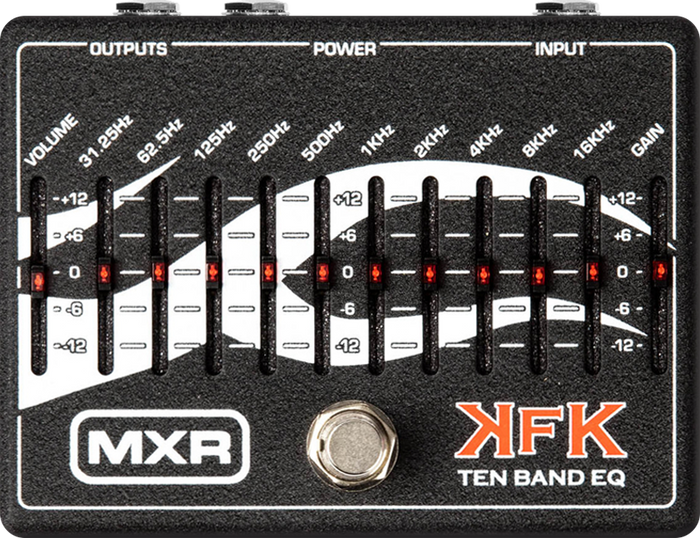 OUTPUTS POWER INPUT
VOLUME 31.25Hz 62.5Hz 125Hz 250Hz 500Hz 1KHz 2KHz 4KHz 8KHz 16KHz GAIN
+12 +12 +12
+6 +6 +6
0 0 0
-6 -6 -6
-12 -12 -12
MXR KFK
TEN BAND EQ